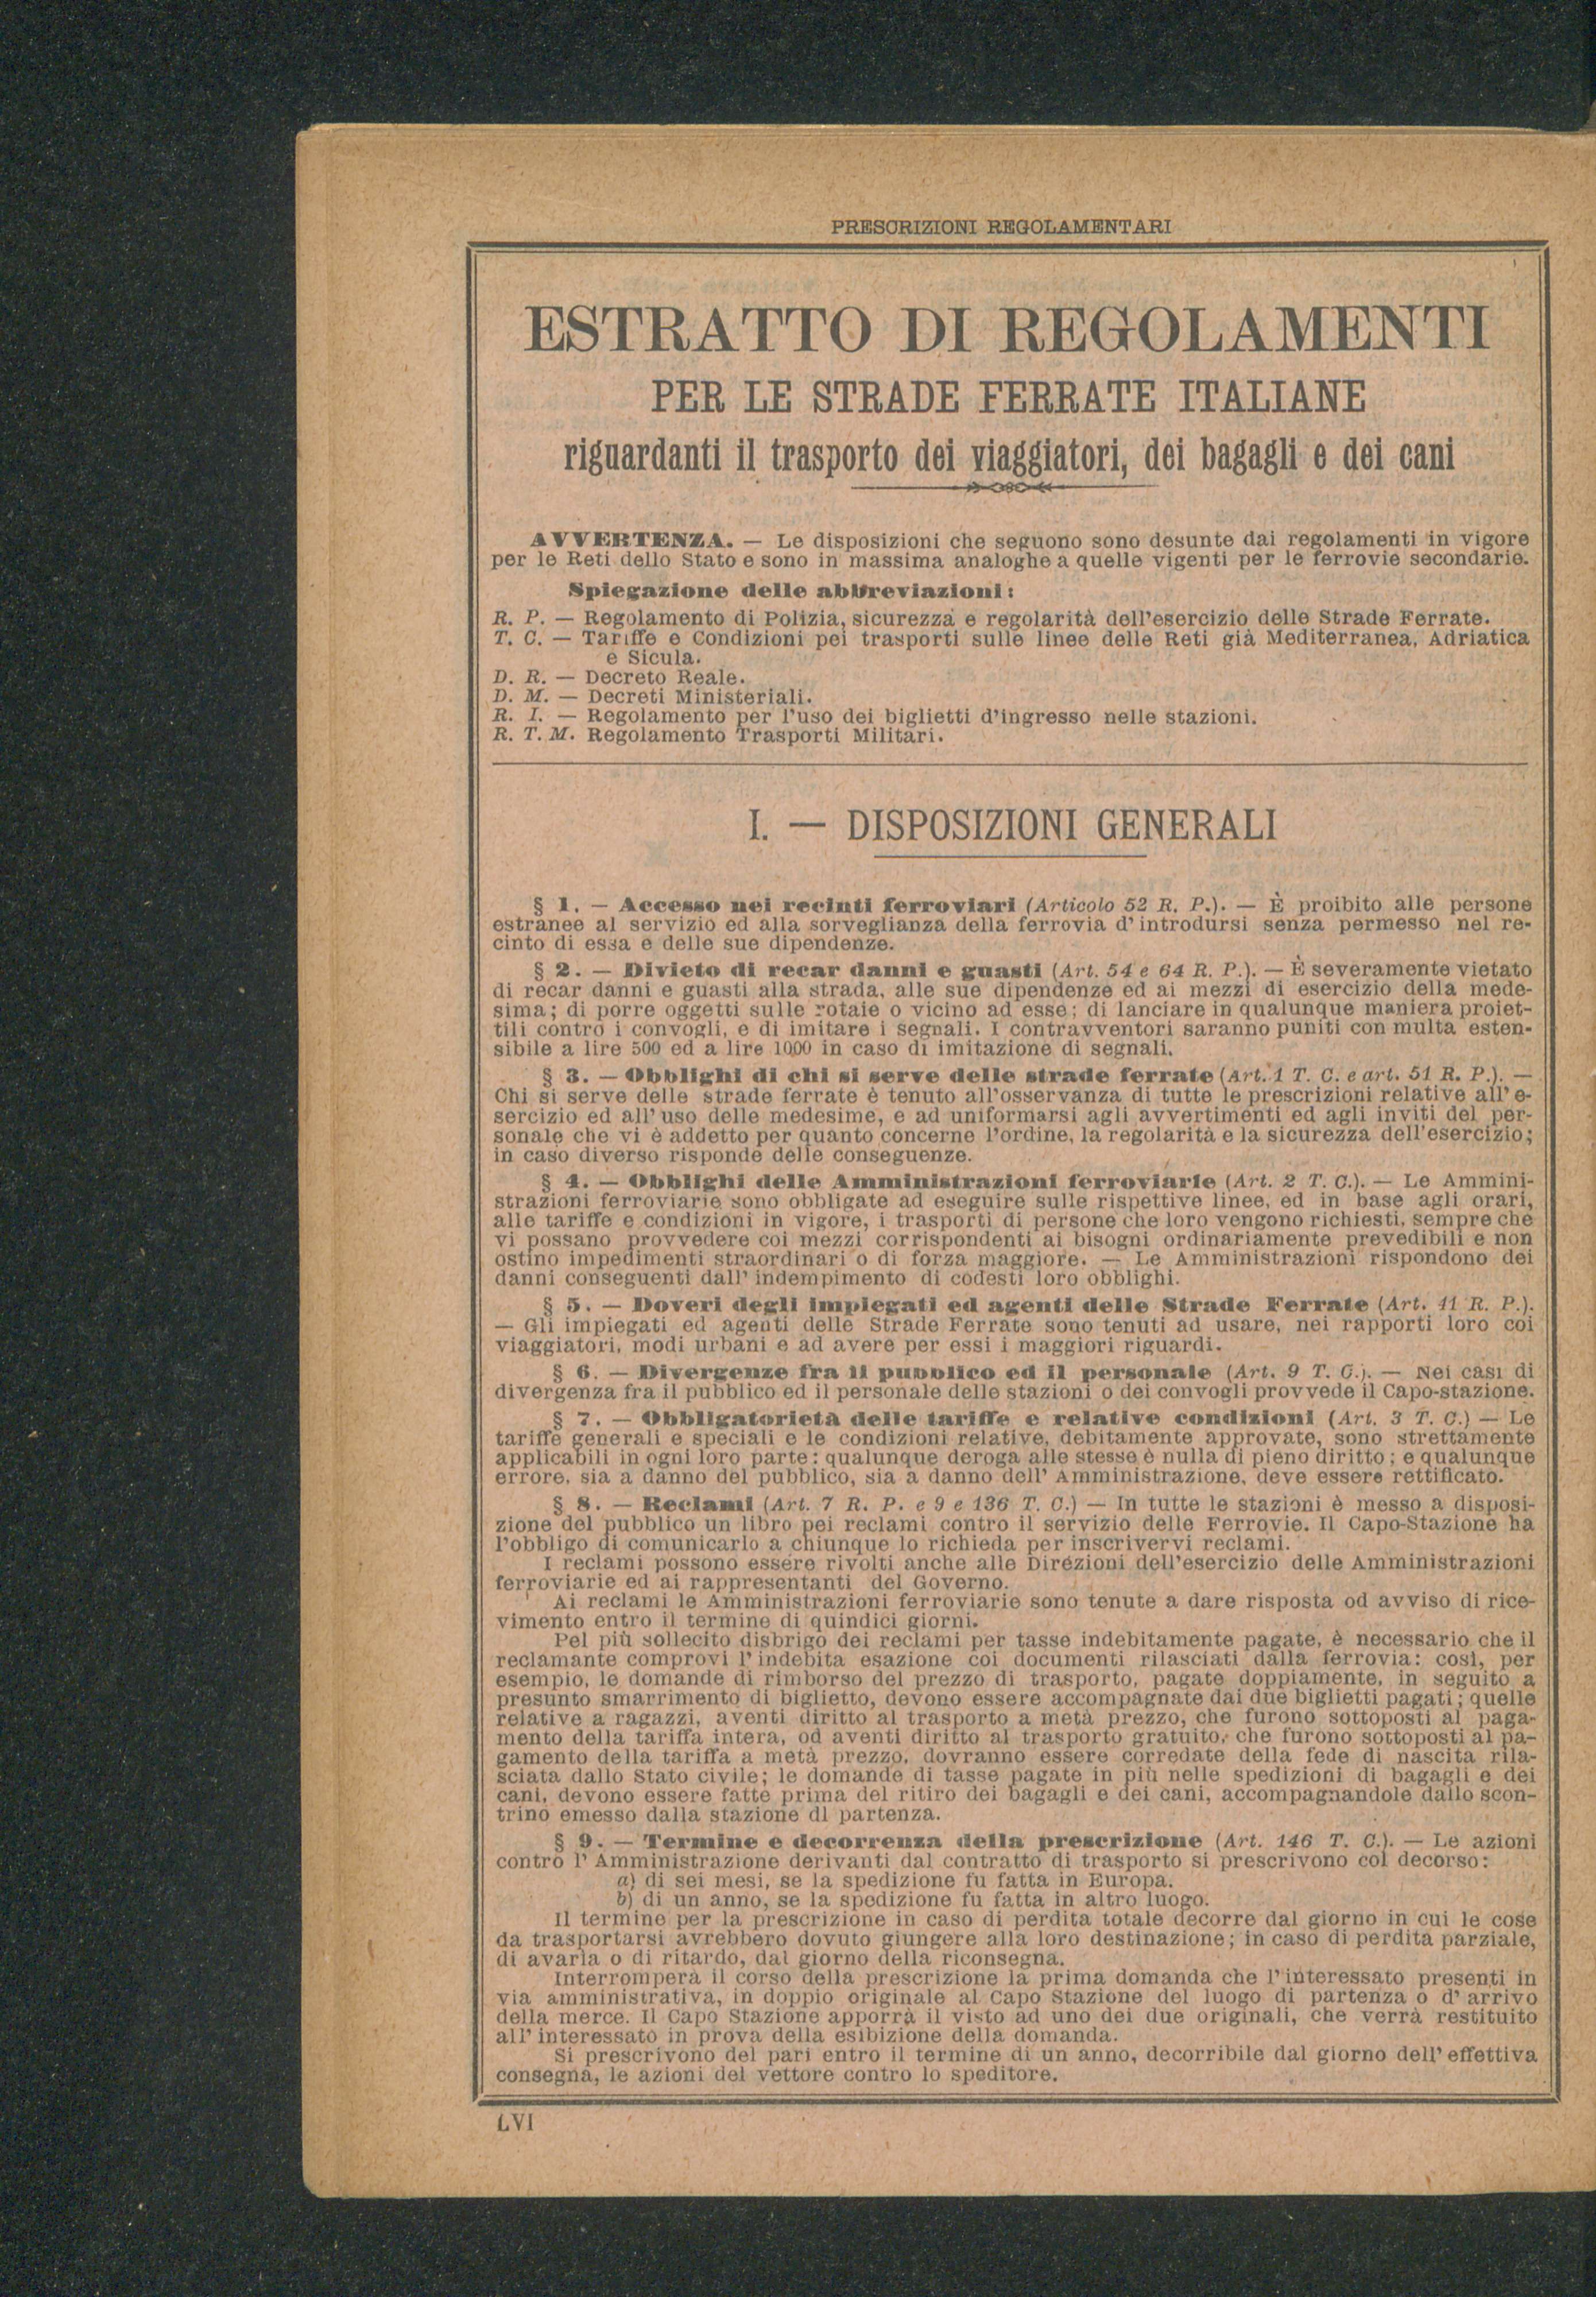 PRESCRIZIONI REGOLAMENTARI
ESTRATTO DI REGOLAMENTI
PER LE STRADE FERRATE ITALIANE
riguardanti il trasporto dei viaggiatori, dei bagagli e dei cani
AVVERTENZA. — Le disposizioni che seguono sono desunte dai regolamenti in vigore
per le Reti dello Stato e sono in massima analoghe a quelle vigenti per le ferrovie secondarie.
Spiegazione delle abbreviazioni:
R. P. — Regolamento di Polizia, sicurezza e regolarità dell'esercizio delle Strade Ferrate.
T. C. — Tariffe e Condizioni pei trasporti sulle linee delle Reti già Mediterranea, Adriatica
e Sicula.
D. R. — Decreto Reale.
D. M. — Decreti Ministeriali.
R. I. — Regolamento per l'uso dei biglietti d'ingresso nelle stazioni.
R. T. M. Regolamento Trasporti Militari.
I. — DISPOSIZIONI GENERALI
§ 1. — Accesso nei recinti ferroviari (Articolo 52 R. P.). — È proibito alle persone
estranee al servizio ed alla sorveglianza della ferrovia d'introdursi senza permesso nel re-
cinto di essa e delle sue dipendenze.
§ 2. — Divieto di recar danni e guasti (Art. 54 e 64 R. P.). — È severamente vietato
di recar danni e guasti alla strada, alle sue dipendenze ed ai mezzi di esercizio della mede-
sima; di porre oggetti sulle rotaie o vicino ad esse; di lanciare in qualunque maniera proiet-
tili contro i convogli, e di imitare i segnali. I contravventori saranno puniti con multa esten-
sibile a lire 500 ed a lire 1000 in caso di imitazione di segnali.
§ 3. — Obblighi di chi si serve delle strade ferrate (Art. 1 T. C. e art. 51 R. P.). —
Chi si serve delle strade ferrate è tenuto all'osservanza di tutte le prescrizioni relative all'e-
sercizio ed all'uso delle medesime, e ad uniformarsi agli avvertimenti ed agli inviti del per-
sonale che vi è addetto per quanto concerne l'ordine, la regolarità e la sicurezza dell'esercizio;
in caso diverso risponde delle conseguenze.
§ 4. — Obblighi delle Amministrazioni ferroviarie (Art. 2 T. C.). — Le Ammini-
strazioni ferroviarie sono obbligate ad eseguire sulle rispettive linee, ed in base agli orari,
alle tariffe e condizioni in vigore, i trasporti di persone che loro vengono richiesti, sempre che
vi possano provvedere coi mezzi corrispondenti ai bisogni ordinariamente prevedibili e non
ostino impedimenti straordinari o di forza maggiore. — Le Amministrazioni rispondono dei
danni conseguenti dall'indempimento di codesti loro obblighi.
§ 5. — Doveri degli impiegati ed agenti delle Strade Ferrate (Art. 11 R. P.).
— Gli impiegati ed agenti delle Strade Ferrate sono tenuti ad usare, nei rapporti loro coi
viaggiatori, modi urbani e ad avere per essi i maggiori riguardi.
§ 6. — Divergenze fra il pubblico ed il personale (Art. 9 T. C.). — Nei casi di
divergenza fra il pubblico ed il personale delle stazioni o dei convogli provvede il Capo-stazione.
§ 7. — Obbligatorietà delle tariffe e relative condizioni (Art. 3 T. C.) — Le
tariffe generali e speciali e le condizioni relative, debitamente approvate, sono strettamente
applicabili in ogni loro parte: qualunque deroga alle stesse è nulla di pieno diritto; e qualunque
errore, sia a danno del pubblico, sia a danno dell'Amministrazione, deve essere rettificato.
§ 8. — Reclami (Art. 7 R. P. e 9 e 136 T. C.) — In tutte le stazioni è messo a disposi-
zione del pubblico un libro pei reclami contro il servizio delle Ferrovie. Il Capo-Stazione ha
l'obbligo di comunicarlo a chiunque lo richieda per inscrivervi reclami.
I reclami possono essere rivolti anche alle Direzioni dell'esercizio delle Amministrazioni
ferroviarie ed ai rappresentanti del Governo.
Ai reclami le Amministrazioni ferroviarie sono tenute a dare risposta od avviso di rice-
vimento entro il termine di quindici giorni.
Pel più sollecito disbrigo dei reclami per tasse indebitamente pagate, è necessario che il
reclamante comprovi l'indebita esazione coi documenti rilasciati dalla ferrovia: così, per
esempio, le domande di rimborso del prezzo di trasporto, pagate doppiamente, in seguito a
presunto smarrimento di biglietto, devono essere accompagnate dai due biglietti pagati; quelle
relative a ragazzi, aventi diritto al trasporto a metà prezzo, che furono sottoposti al paga-
mento della tariffa intera, od aventi diritto al trasporto gratuito, che furono sottoposti al pa-
gamento della tariffa a metà prezzo, dovranno essere corredate della fede di nascita rila-
sciata dallo Stato civile; le domande di tasse pagate in più nelle spedizioni di bagagli e dei
cani, devono essere fatte prima del ritiro dei bagagli e dei cani, accompagnandole dallo scon-
trino emesso dalla stazione di partenza.
§ 9. — Termine e decorrenza della prescrizione (Art. 146 T. C.). — Le azioni
contro l'Amministrazione derivanti dal contratto di trasporto si prescrivono col decorso:
a) di sei mesi, se la spedizione fu fatta in Europa.
b) di un anno, se la spedizione fu fatta in altro luogo.
Il termine per la prescrizione in caso di perdita totale decorre dal giorno in cui le cose
da trasportarsi avrebbero dovuto giungere alla loro destinazione; in caso di perdita parziale,
di avaria o di ritardo, dal giorno della riconsegna.
Interromperà il corso della prescrizione la prima domanda che l'interessato presenti in
via amministrativa, in doppio originale al Capo Stazione del luogo di partenza o d'arrivo
della merce. Il Capo Stazione apporrà il visto ad uno dei due originali, che verrà restituito
all'interessato in prova della esibizione della domanda.
Si prescrivono del pari entro il termine di un anno, decorribile dal giorno dell'effettiva
consegna, le azioni del vettore contro lo speditore.
LVI